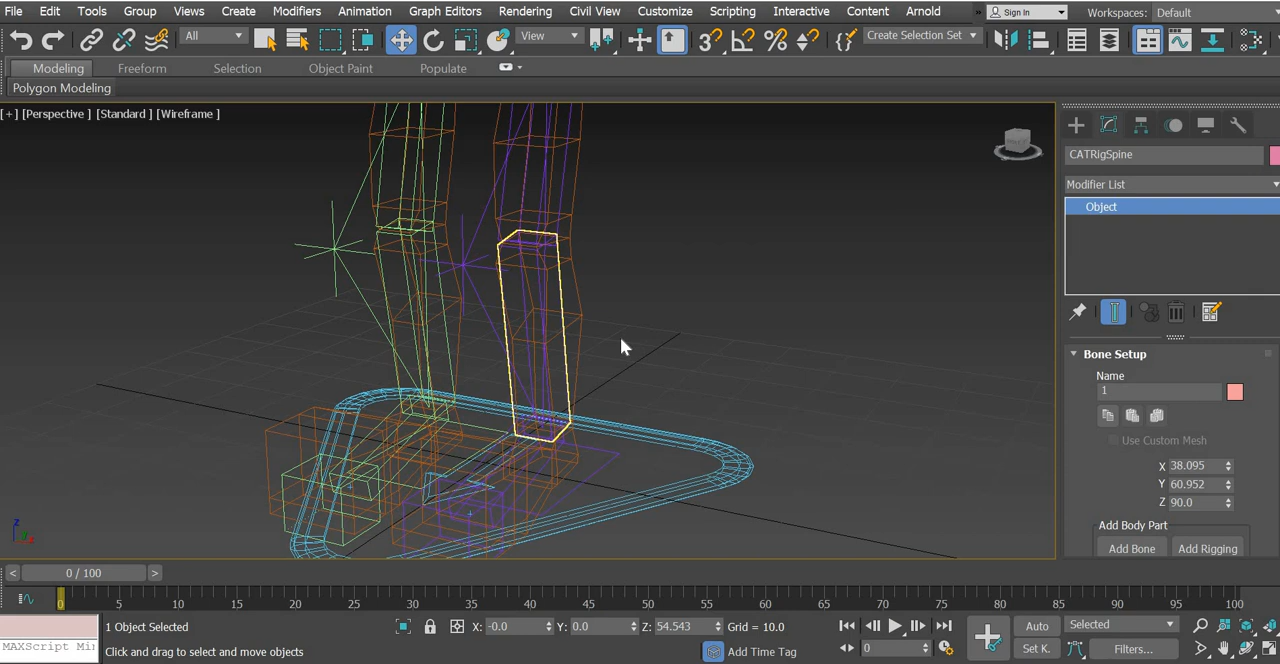 File Edit Tools Group Views Create Modifiers Animation Graph Editors Rendering Civil View Customize Scripting Interactive Content Arnold » Sign In Workspaces: Default
All View Create Selection Set
Modeling Freeform Selection Object Paint Populate
Polygon Modeling
[+] [Perspective ] [Standard ] [Wireframe ]
CATRigSpine
Modifier List
Object
Bone Setup
Name
1
Use Custom Mesh
X 38.095
Y 60.952
Z 90.0
Add Body Part
Add Bone Add Rigging
< 0 / 100 >
0 5 10 15 20 25 30 35 40 45 50 55 60 65 70 75 80 85 90 95 100
1 Object Selected X: -0.0 Y: 0.0 Z: 54.543 Grid = 10.0 Auto Selected
MAXScript Mi Click and drag to select and move objects Add Time Tag 0 Set K. Filters...